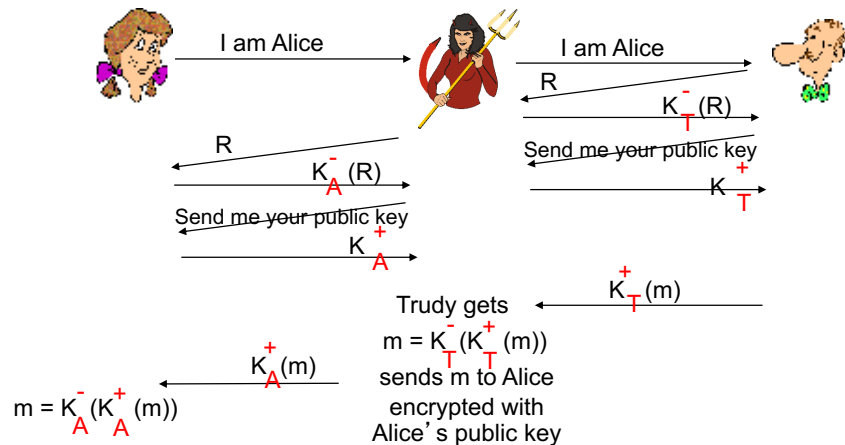 I am Alice
I am Alice
R
K-T(R)
Send me your public key
K+T
R
K-A(R)
Send me your public key
K+A
K+T(m)
Trudy gets
m = K-T(K+T(m))
sends m to Alice
encrypted with
Alice's public key
K+A(m)
m = K-A(K+A(m))